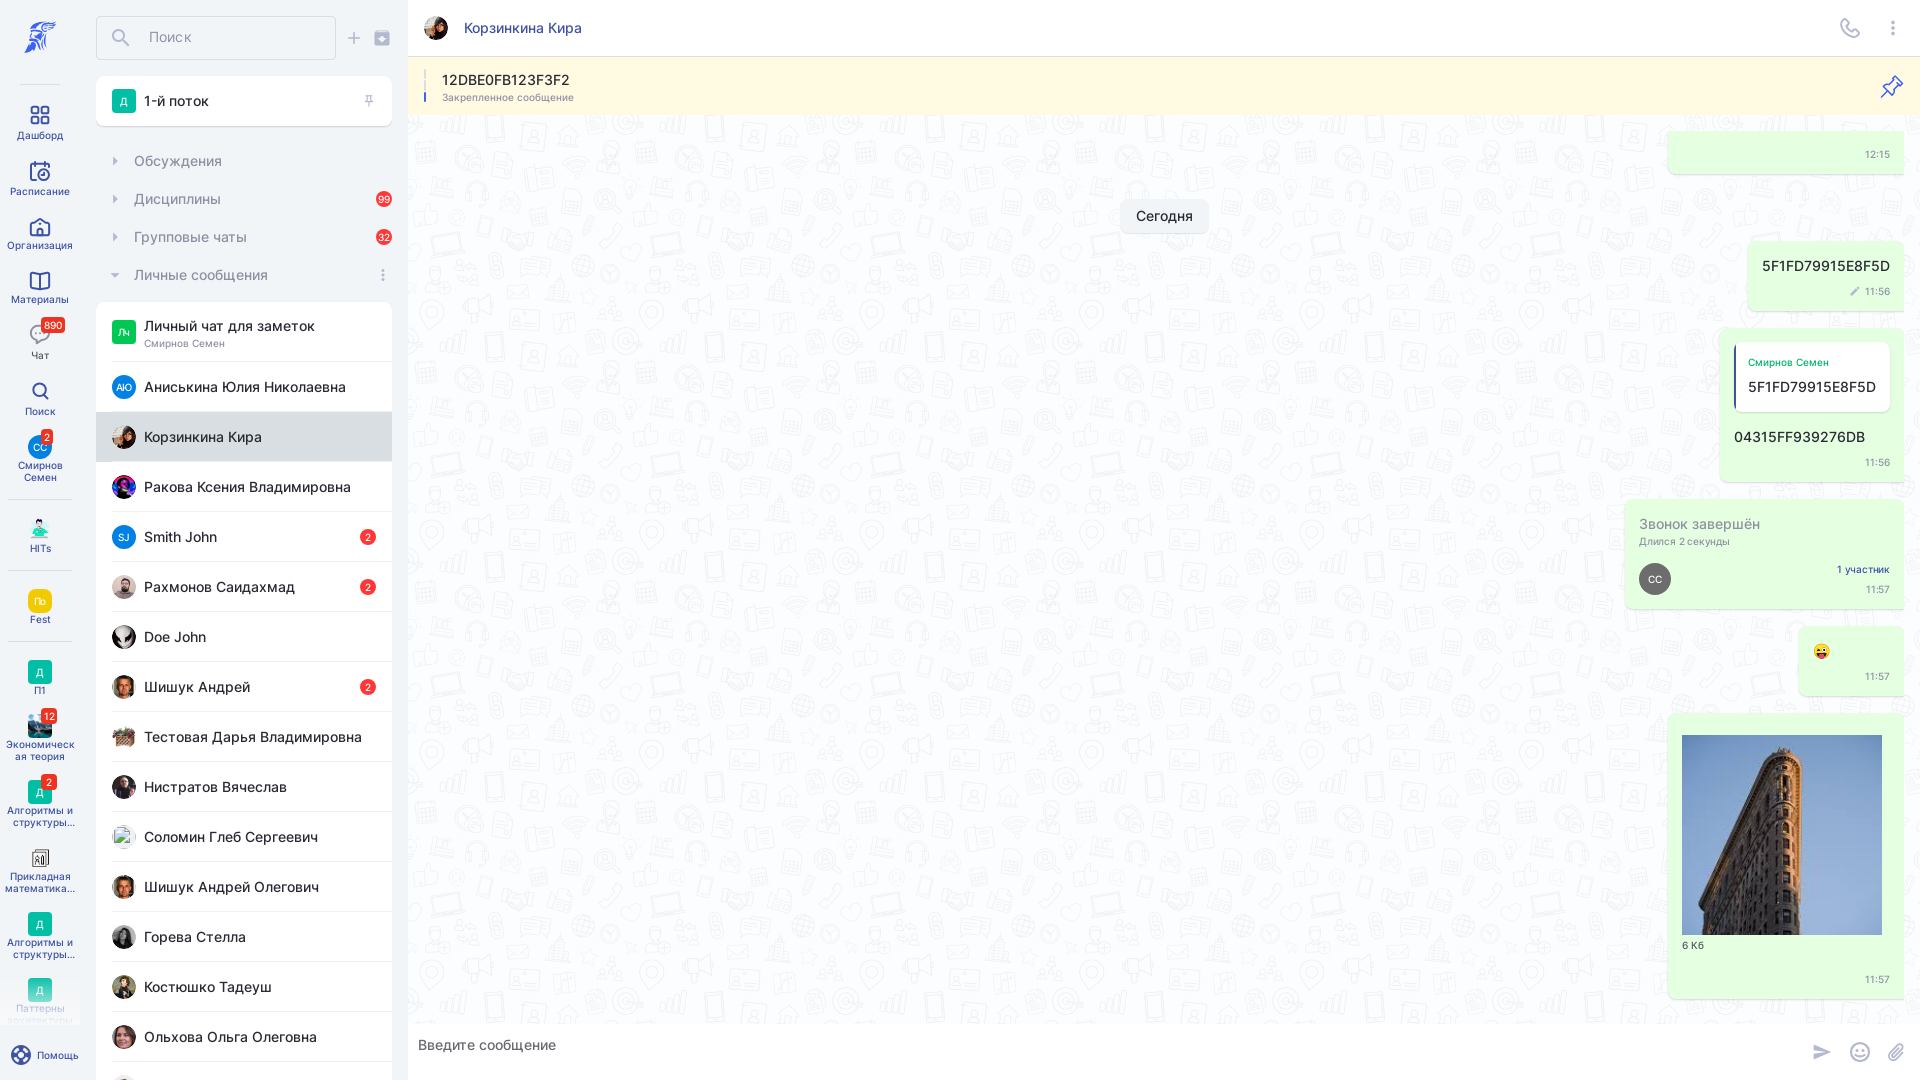 Дашборд
Расписание
Организация
Материалы
890
Чат
Поиск
СС
2
Смирнов
Семен
HITs
По
Fest
Д
П1
12
Экономическ
ая теория
Д
2
Алгоритмы и
структуры...
Прикладная
математика...
Д
Алгоритмы и
структуры...
Д
Паттерны
Помощь
Поиск
Д
1-й поток
Обсуждения
Дисциплины
99
Групповые чаты
32
Личные сообщения
Лч
Личный чат для заметок
Смирнов Семен
АЮ
Аниськина Юлия Николаевна
Корзинкина Кира
Ракова Ксения Владимировна
SJ
Smith John
2
Рахмонов Саидахмад
2
Doe John
Шишук Андрей
2
Тестовая Дарья Владимировна
Нистратов Вячеслав
Соломин Глеб Сергеевич
Шишук Андрей Олегович
Горева Стелла
Костюшко Тадеуш
Ольхова Ольга Олеговна
Корзинкина Кира
12DBE0FB123F3F2
Закрепленное сообщение
12:15
Сегодня
5F1FD79915E8F5D
11:56
Смирнов Семен
5F1FD79915E8F5D
04315FF939276DB
11:56
Звонок завершён
Длился 2 секунды
СС
1 участник
11:57
11:57
6 Кб
11:57
Введите сообщение